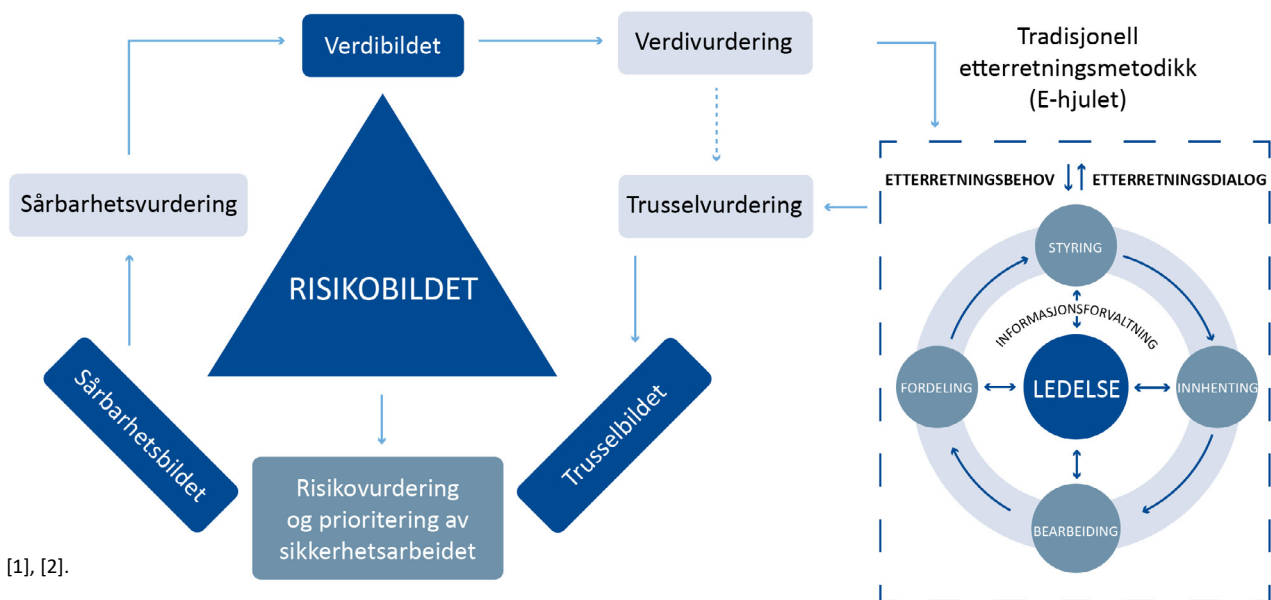 Verdibildet
Verdivurdering
Tradisjonell
etterretningsmetodikk
(E-hjulet)
Sårbarhetsvurdering
Trusselvurdering
ETTERRETNINGSBEHOV
ETTERRETNINGSDIALOG
STYRING
INFORMASJONSFORVALTNING
RISIKOBILDET
FORDELING
LEDELSE
INNHENTING
Sårbarhetsbildet
Trusselbildet
Risikovurdering
og prioritering av
sikkerhetsarbeidet
BEARBEIDING
[1], [2].